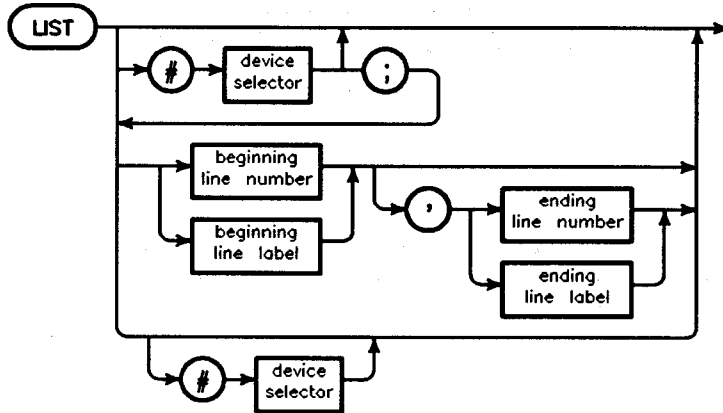 LIST
#
device
selector
;
beginning
line number
beginning
line label
,
ending
line number
ending
line label
#
device
selector